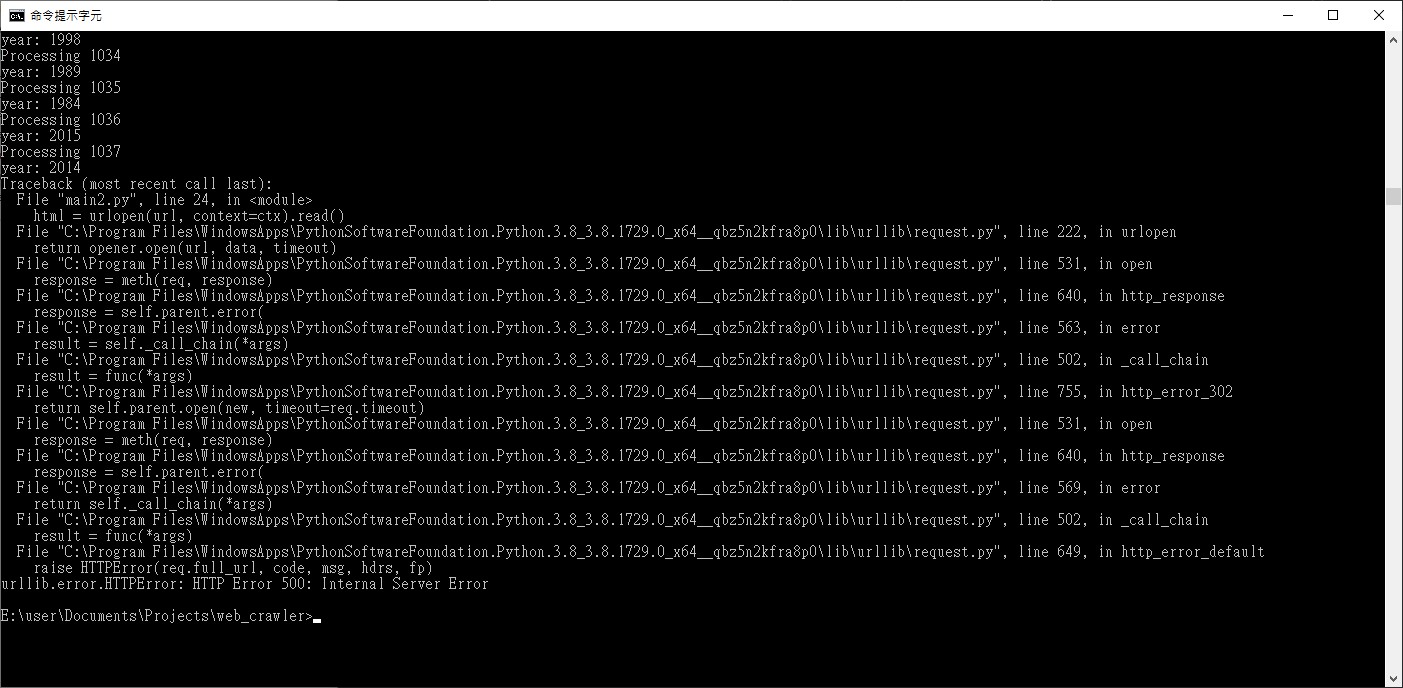 命令提示字元
year: 1998
Processing 1034
year: 1989
Processing 1035
year: 1984
Processing 1036
year: 2015
Processing 1037
year: 2014
Traceback (most recent call last):
  File "main2.py", line 24, in <module>
    html = urlopen(url, context=ctx).read()
  File "C:\Program Files\WindowsApps\PythonSoftwareFoundation.Python.3.8_3.8.1729.0_x64__qbz5n2kfra8p0\lib\urllib\request.py", line 222, in urlopen
    return opener.open(url, data, timeout)
  File "C:\Program Files\WindowsApps\PythonSoftwareFoundation.Python.3.8_3.8.1729.0_x64__qbz5n2kfra8p0\lib\urllib\request.py", line 531, in open
    response = meth(req, response)
  File "C:\Program Files\WindowsApps\PythonSoftwareFoundation.Python.3.8_3.8.1729.0_x64__qbz5n2kfra8p0\lib\urllib\request.py", line 640, in http_response
    response = self.parent.error(
  File "C:\Program Files\WindowsApps\PythonSoftwareFoundation.Python.3.8_3.8.1729.0_x64__qbz5n2kfra8p0\lib\urllib\request.py", line 563, in error
    result = self._call_chain(*args)
  File "C:\Program Files\WindowsApps\PythonSoftwareFoundation.Python.3.8_3.8.1729.0_x64__qbz5n2kfra8p0\lib\urllib\request.py", line 502, in _call_chain
    result = func(*args)
  File "C:\Program Files\WindowsApps\PythonSoftwareFoundation.Python.3.8_3.8.1729.0_x64__qbz5n2kfra8p0\lib\urllib\request.py", line 755, in http_error_302
    return self.parent.open(new, timeout=req.timeout)
  File "C:\Program Files\WindowsApps\PythonSoftwareFoundation.Python.3.8_3.8.1729.0_x64__qbz5n2kfra8p0\lib\urllib\request.py", line 531, in open
    response = meth(req, response)
  File "C:\Program Files\WindowsApps\PythonSoftwareFoundation.Python.3.8_3.8.1729.0_x64__qbz5n2kfra8p0\lib\urllib\request.py", line 640, in http_response
    response = self.parent.error(
  File "C:\Program Files\WindowsApps\PythonSoftwareFoundation.Python.3.8_3.8.1729.0_x64__qbz5n2kfra8p0\lib\urllib\request.py", line 569, in error
    return self._call_chain(*args)
  File "C:\Program Files\WindowsApps\PythonSoftwareFoundation.Python.3.8_3.8.1729.0_x64__qbz5n2kfra8p0\lib\urllib\request.py", line 502, in _call_chain
    result = func(*args)
  File "C:\Program Files\WindowsApps\PythonSoftwareFoundation.Python.3.8_3.8.1729.0_x64__qbz5n2kfra8p0\lib\urllib\request.py", line 649, in http_error_default
    raise HTTPError(req.full_url, code, msg, hdrs, fp)
urllib.error.HTTPError: HTTP Error 500: Internal Server Error
E:\user\Documents\Projects\web_crawler>